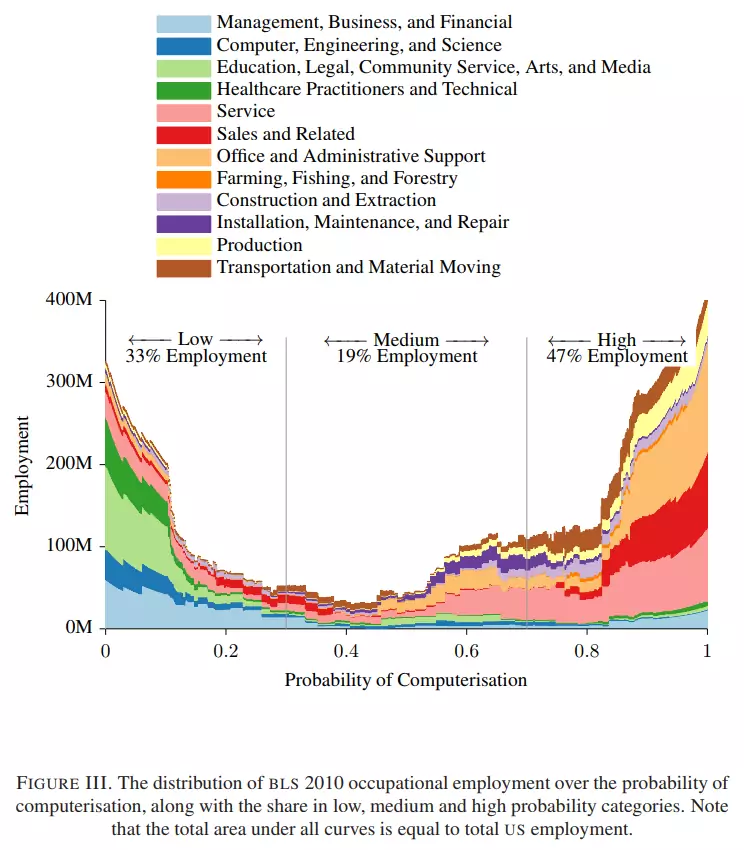 Management, Business, and Financial
Computer, Engineering, and Science
Education, Legal, Community Service, Arts, and Media
Healthcare Practitioners and Technical
Service
Sales and Related
Office and Administrative Support
Farming, Fishing, and Forestry
Construction and Extraction
Installation, Maintenance, and Repair
Production
Transportation and Material Moving
400M
300M
200M
100M
0M
Employment
←— Low —→
33% Employment
←— Medium —→
19% Employment
←— High —→
47% Employment
0 0.2 0.4 0.6 0.8 1
Probability of Computerisation
FIGURE III. The distribution of BLS 2010 occupational employment over the probability of
computerisation, along with the share in low, medium and high probability categories. Note
that the total area under all curves is equal to total US employment.